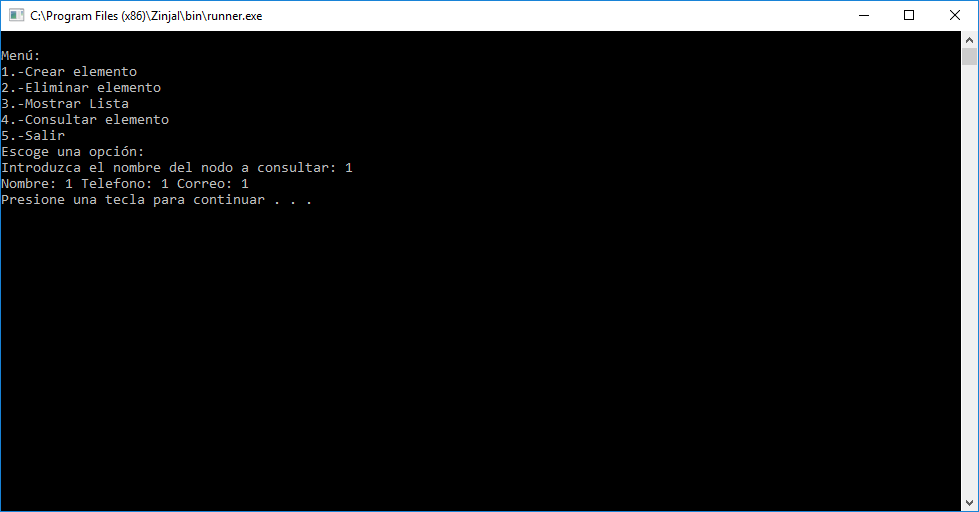 C:\Program Files (x86)\Zinjal\bin\runner.exe
Menú:
1.-Crear elemento
2.-Eliminar elemento
3.-Mostrar Lista
4.-Consultar elemento
5.-Salir
Escoge una opción:
Introduzca el nombre del nodo a consultar: 1
Nombre: 1 Telefono: 1 Correo: 1
Presione una tecla para continuar . . .